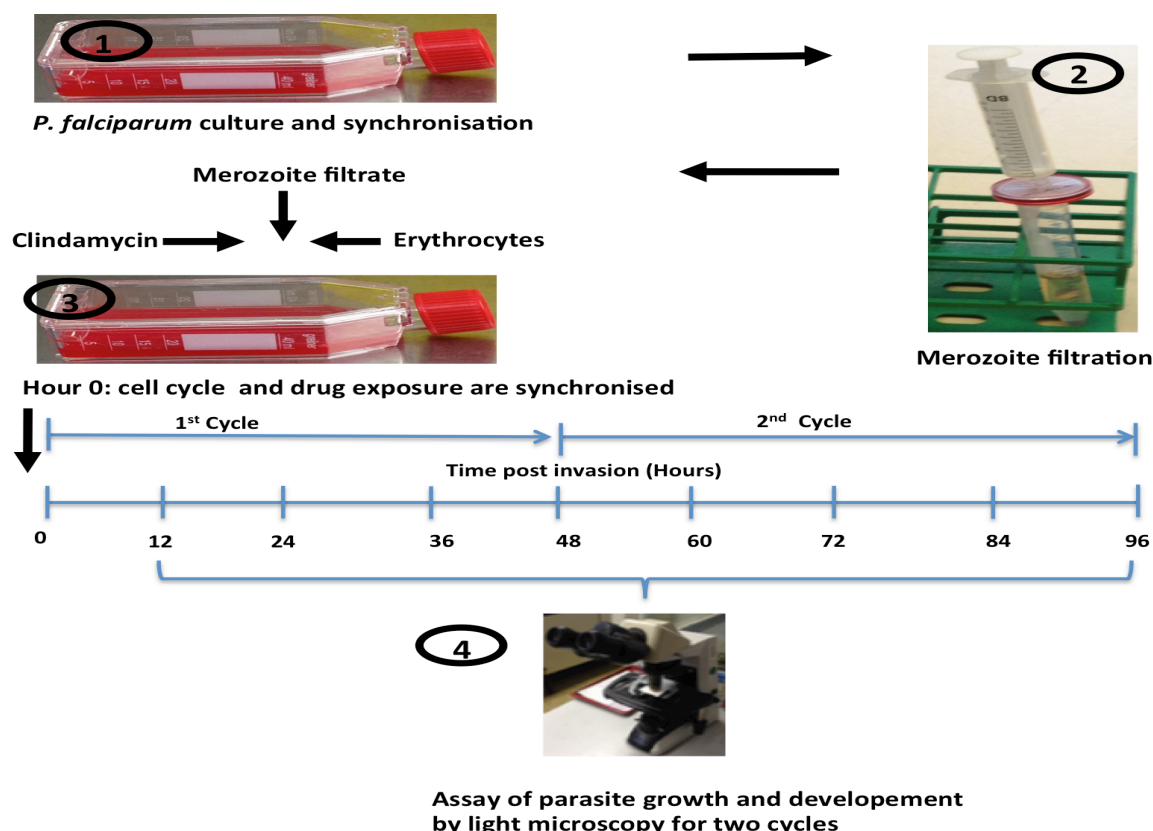 1
P. falciparum culture and synchronisation
2
BD
Merozoite filtration
Merozoite filtrate
Clindamycin
Erythrocytes
3
Hour 0: cell cycle and drug exposure are synchronised
1st Cycle
2nd Cycle
Time post invasion (Hours)
0 12 24 36 48 60 72 84 96
4
Assay of parasite growth and developement
by light microscopy for two cycles